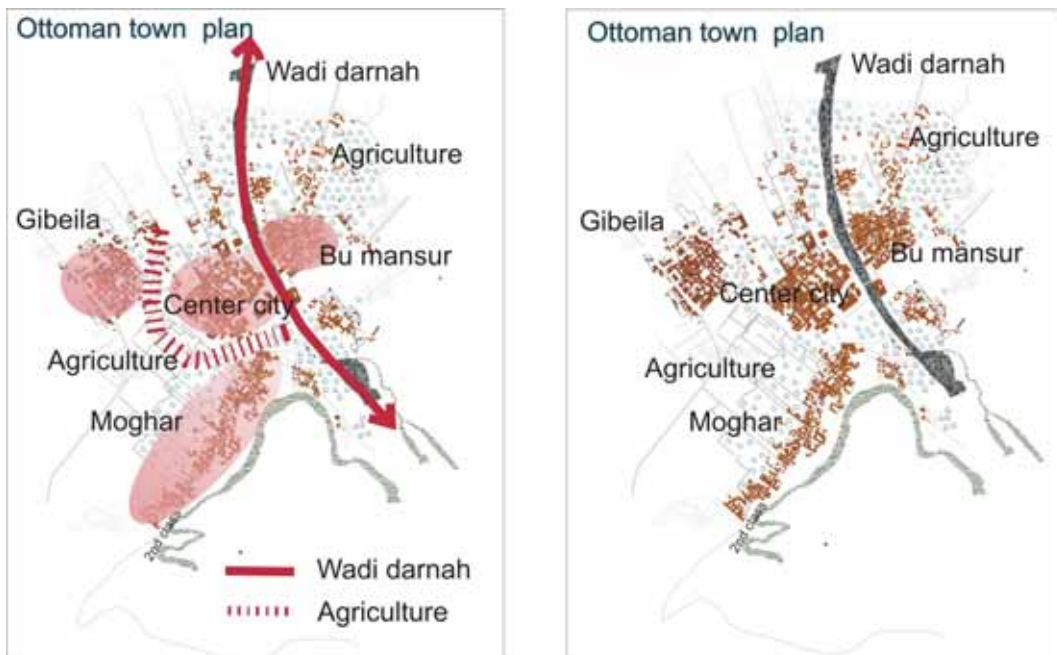 Ottoman town plan
Wadi darnah
Agriculture
Gibeila
Bu mansur
Center city
Agriculture
Moghar
2nd class
Wadi darnah
Agriculture
Ottoman town plan
Wadi darnah
Agriculture
Gibeila
Bu mansur
Center city
Agriculture
Moghar
2nd class